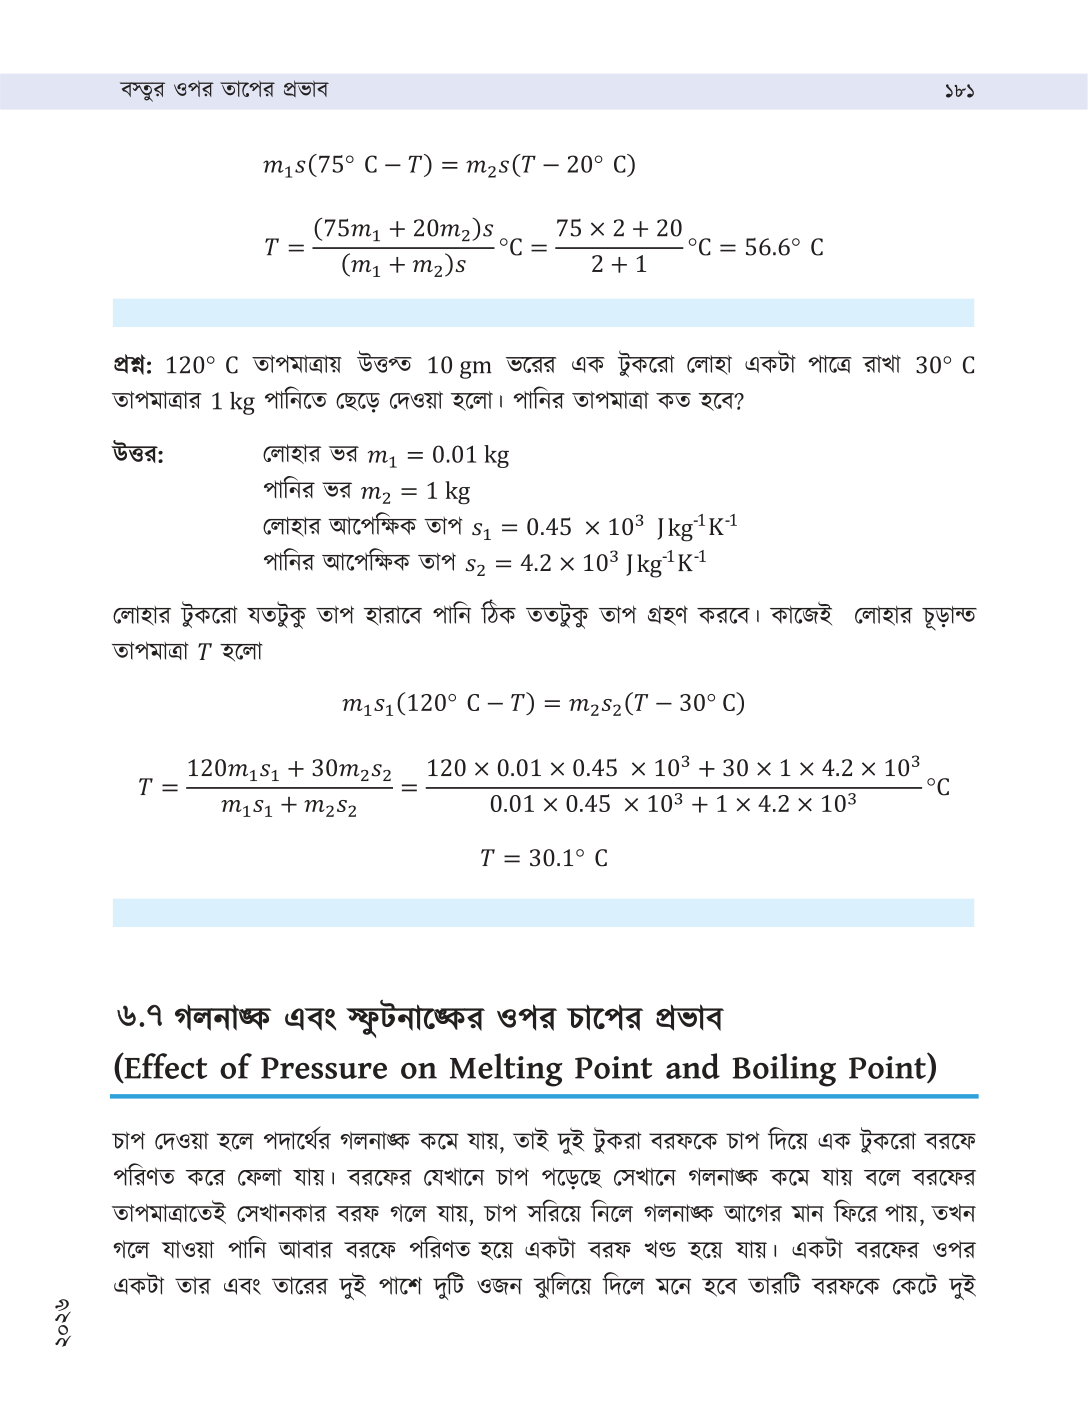 বস্তুর ওপর তাপের প্রভাব ১৮১
m₁s(75° C − T) = m₂s(T − 20° C)
T = (75m₁ + 20m₂)s / (m₁ + m₂)s °C = 75 × 2 + 20 / 2 + 1 °C = 56.6° C
প্রশ্ন: 120° C তাপমাত্রায় উত্তপ্ত 10 gm ভরের এক টুকরো লোহা একটা পাত্রে রাখা 30° C
তাপমাত্রার 1 kg পানিতে ছেড়ে দেওয়া হলো। পানির তাপমাত্রা কত হবে?
উত্তর: লোহার ভর m₁ = 0.01 kg
পানির ভর m₂ = 1 kg
লোহার আপেক্ষিক তাপ s₁ = 0.45 × 10³ Jkg⁻¹K⁻¹
পানির আপেক্ষিক তাপ s₂ = 4.2 × 10³ Jkg⁻¹K⁻¹
লোহার টুকরো যতটুকু তাপ হারাবে পানি ঠিক ততটুকু তাপ গ্রহণ করবে। কাজেই লোহার চূড়ান্ত
তাপমাত্রা T হলো
m₁s₁(120° C − T) = m₂s₂(T − 30° C)
T = 120m₁s₁ + 30m₂s₂ / m₁s₁ + m₂s₂ = 120 × 0.01 × 0.45 × 10³ + 30 × 1 × 4.2 × 10³ / 0.01 × 0.45 × 10³ + 1 × 4.2 × 10³ °C
T = 30.1° C
৬.৭ গলনাঙ্ক এবং স্ফুটনাঙ্কের ওপর চাপের প্রভাব
(Effect of Pressure on Melting Point and Boiling Point)
চাপ দেওয়া হলে পদার্থের গলনাঙ্ক কমে যায়, তাই দুই টুকরা বরফকে চাপ দিয়ে এক টুকরো বরফে
পরিণত করে ফেলা যায়। বরফের যেখানে চাপ পড়েছে সেখানে গলনাঙ্ক কমে যায় বলে বরফের
তাপমাত্রাতেই সেখানকার বরফ গলে যায়, চাপ সরিয়ে নিলে গলনাঙ্ক আগের মান ফিরে পায়, তখন
গলে যাওয়া পানি আবার বরফে পরিণত হয়ে একটা বরফ খণ্ড হয়ে যায়। একটা বরফের ওপর
একটা তার এবং তারের দুই পাশে দুটি ওজন ঝুলিয়ে দিলে মনে হবে তারটি বরফকে কেটে দুই
২০২৬